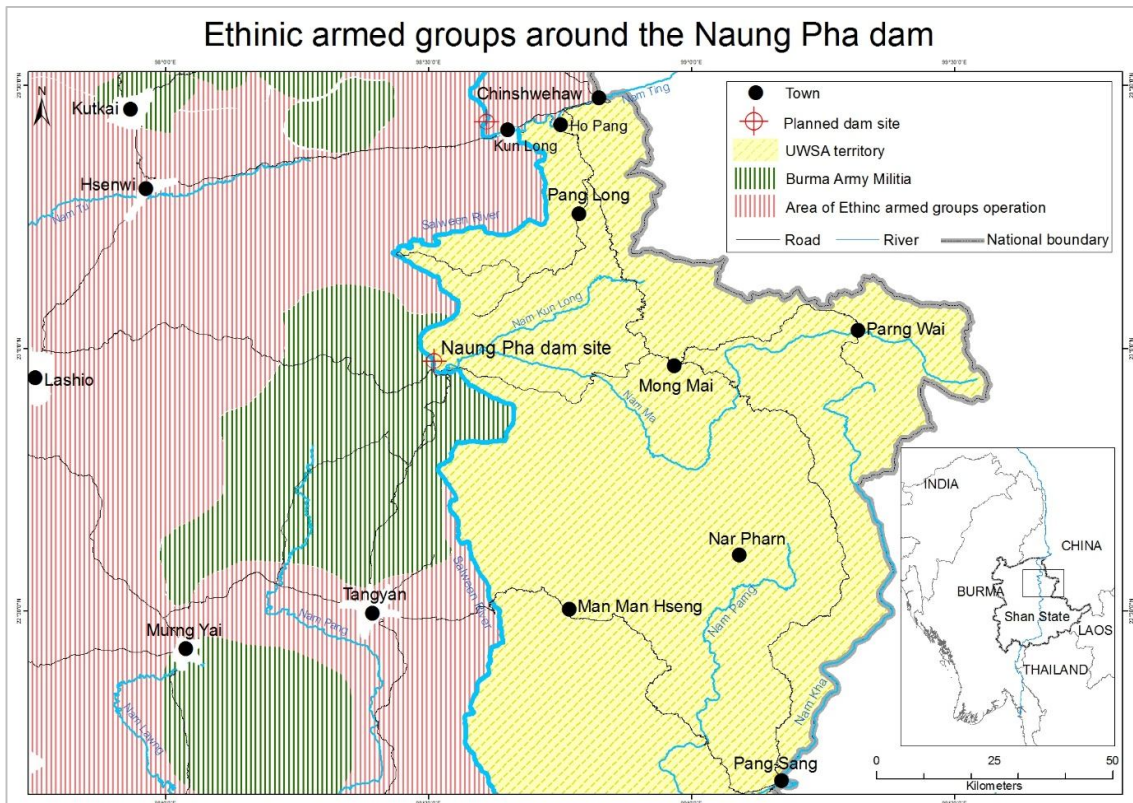 Ethinic armed groups around the Naung Pha dam
N
Kutkai
Chinshwehaw
Nam Ting
Ho Pang
Kun Long
Hsenwi
Nam Tu
Pang Long
Salween River
Nam Kun Long
Naung Pha dam site
Parng Wai
Lashio
Mong Mai
Nam Ma
Nar Pharn
Salween River
Man Man Hseng
Nam Parng
Tangyan
Nam Pang
Murng Yai
Nam Lawng
Nam Kha
Pang Sang
Town
Planned dam site
UWSA territory
Burma Army Militia
Area of Ethinc armed groups operation
Road
River
National boundary
INDIA
CHINA
BURMA
Shan State
LAOS
THAILAND
0 25 50
Kilometers